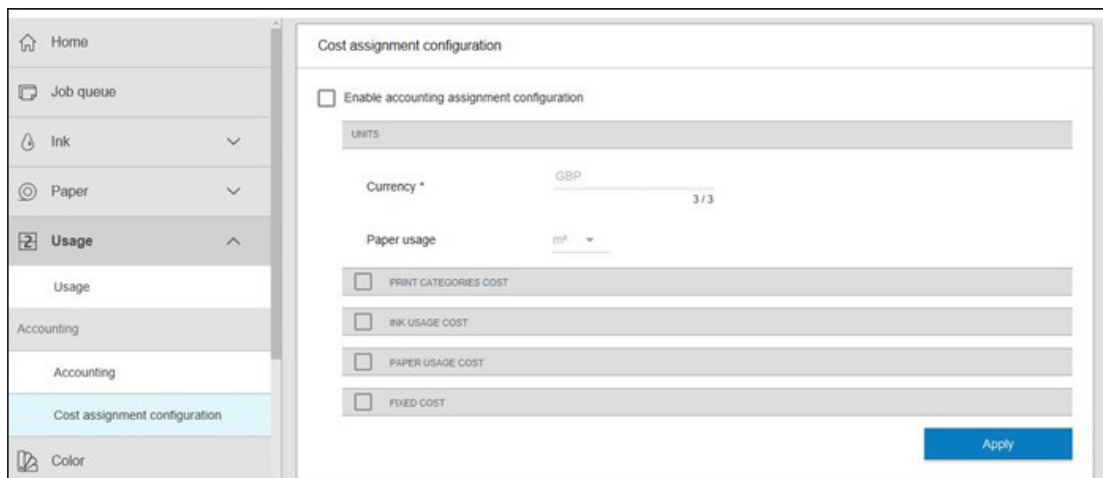 Home
Job queue
Ink
Paper
Usage
Usage
Accounting
Accounting
Cost assignment configuration
Color
Cost assignment configuration
Enable accounting assignment configuration
UNITS
Currency *
GBP
3 / 3
Paper usage
m²
PRINT CATEGORIES COST
INK USAGE COST
PAPER USAGE COST
FIXED COST
Apply